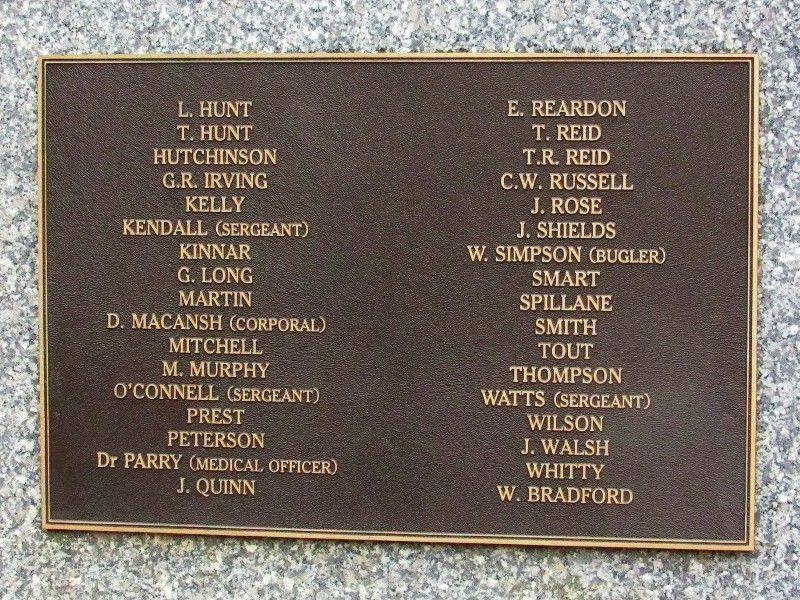 L. HUNT
T. HUNT
HUTCHINSON
G.R. IRVING
KELLY
KENDALL (SERGEANT)
KINNAR
G. LONG
MARTIN
D. MACANSH (CORPORAL)
MITCHELL
M. MURPHY
O'CONNELL (SERGEANT)
PREST
PETERSON
Dr PARRY (MEDICAL OFFICER)
J. QUINN
E. REARDON
T. REID
T.R. REID
C.W. RUSSELL
J. ROSE
J. SHIELDS
W. SIMPSON (BUGLER)
SMART
SPILLANE
SMITH
TOUT
THOMPSON
WATTS (SERGEANT)
WILSON
J. WALSH
WHITTY
W. BRADFORD